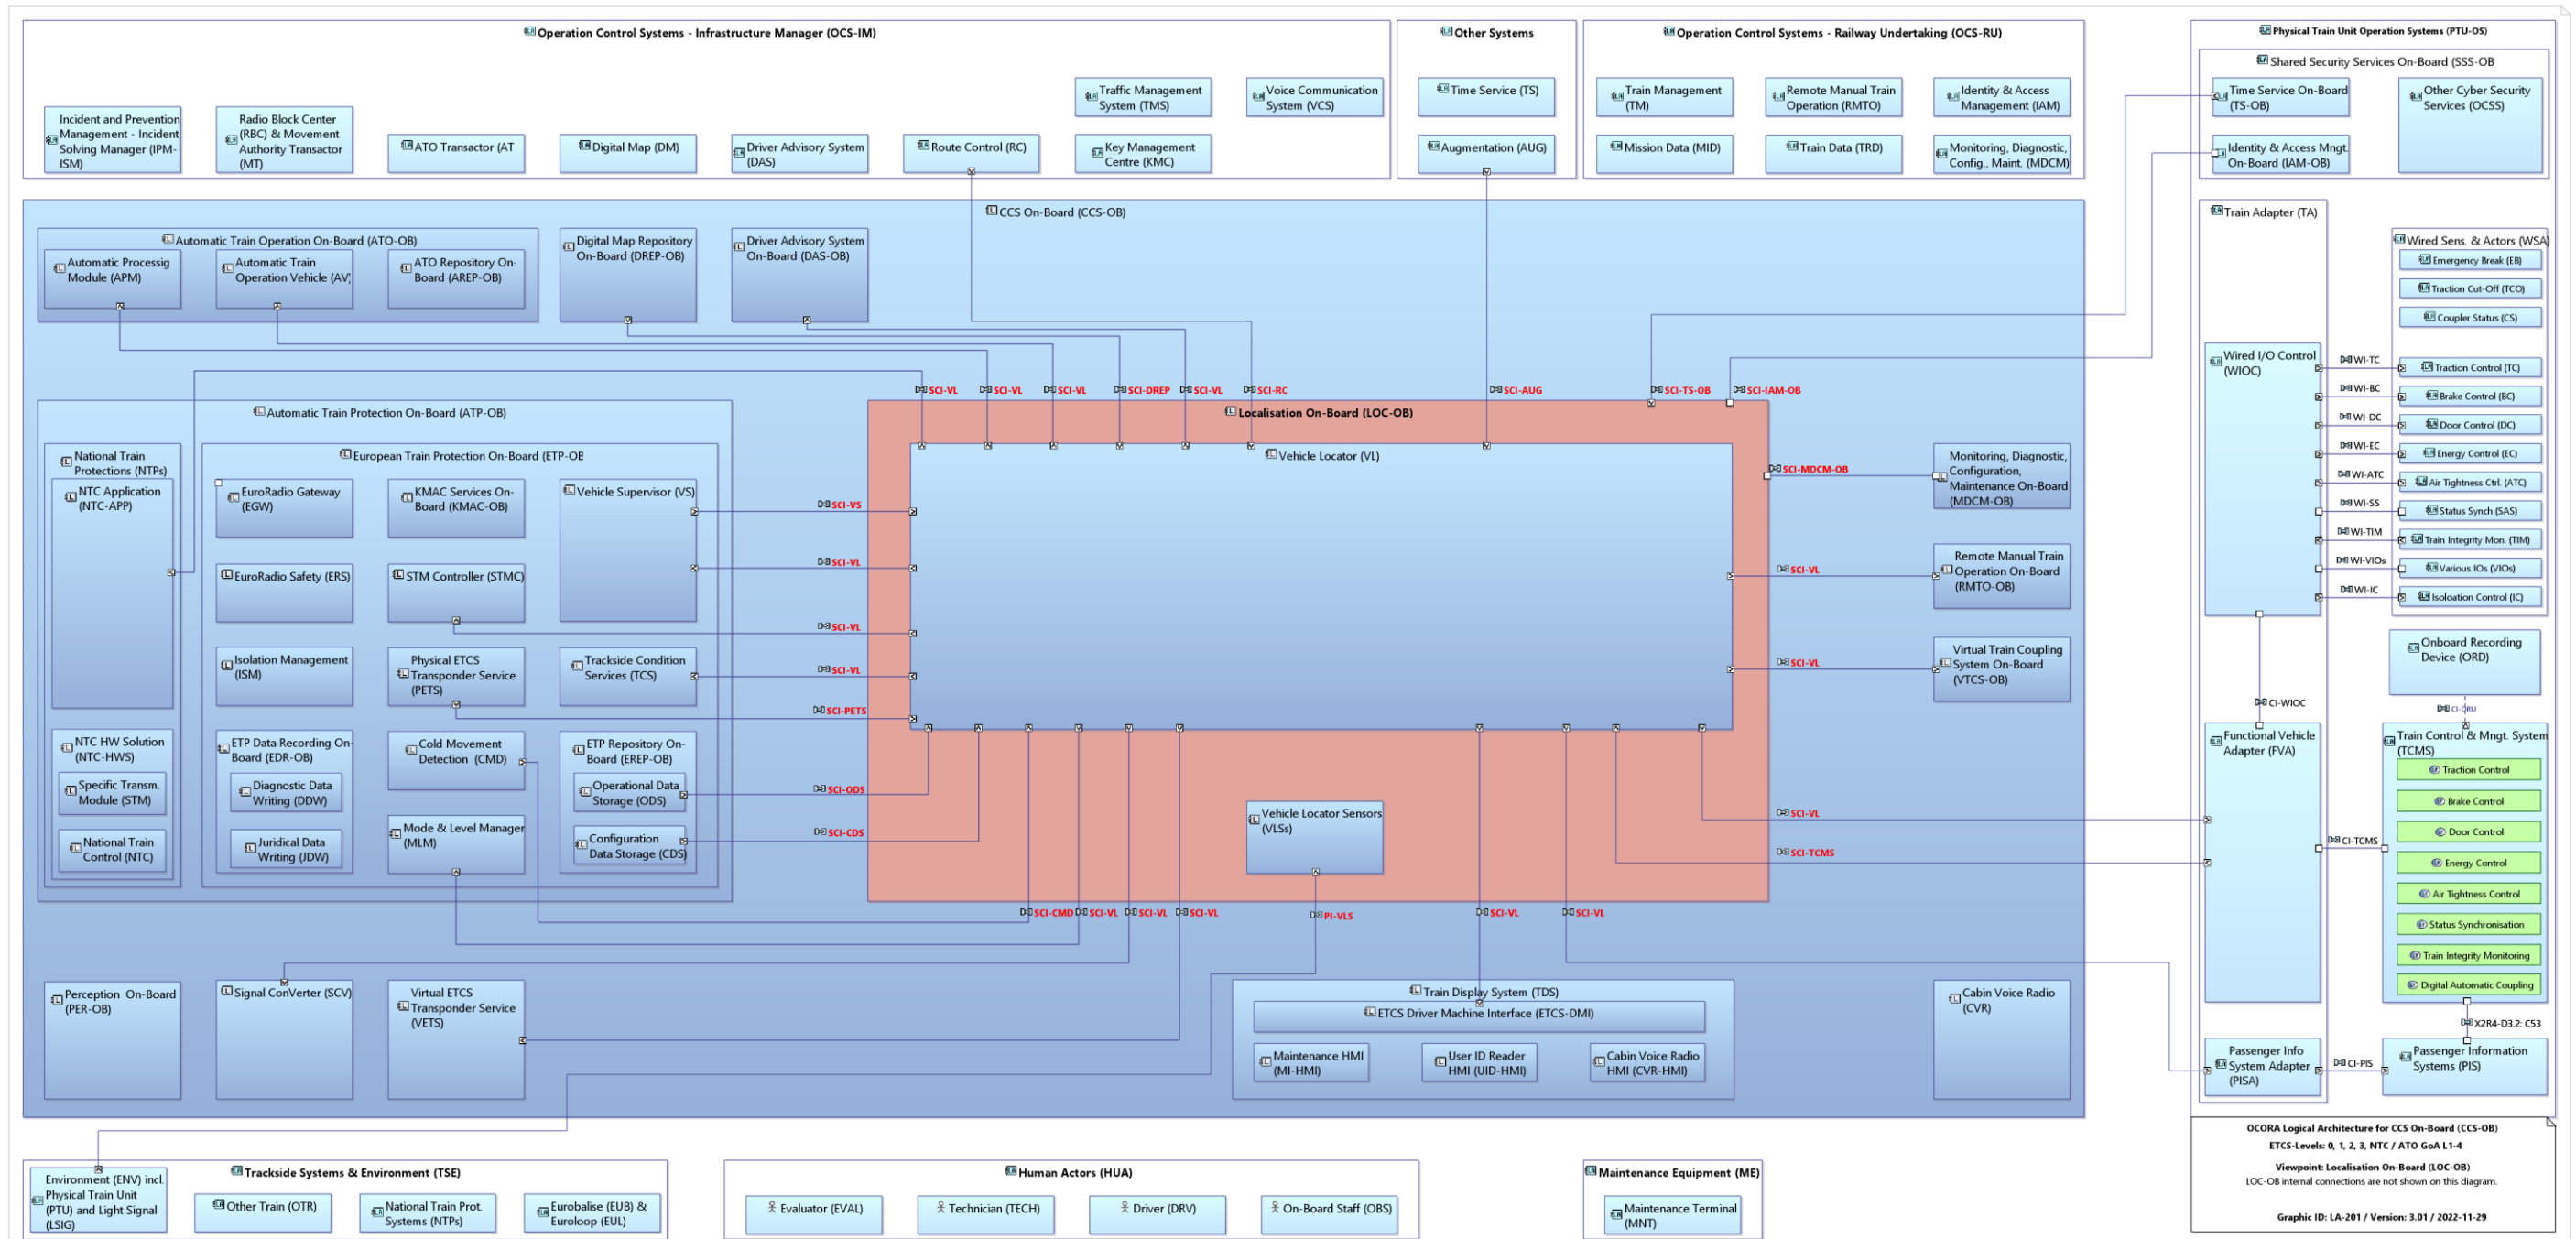 Operation Control Systems - Infrastructure Manager (OCS-IM)
Incident and Prevention
Management - Incident
Solving Manager (IPM-
ISM)
Radio Block Center
(RBC) & Movement
Authority Transactor
(MT)
ATO Transactor (AT
Digital Map (DM)
Driver Advisory System
(DAS)
Route Control (RC)
Traffic Management
System (TMS)
Key Management
Centre (KMC)
Voice Communication
System (VCS)
Other Systems
Time Service (TS)
Augmentation (AUG)
Operation Control Systems - Railway Undertaking (OCS-RU)
Train Management
(TM)
Remote Manual Train
Operation (RMTO)
Identity & Access
Management (IAM)
Mission Data (MID)
Train Data (TRD)
Monitoring, Diagnostic,
Config., Maint. (MDCM)
Physical Train Unit Operation Systems (PTU-OS)
Shared Security Services On-Board (SSS-OB
Time Service On-Board
(TS-OB)
Other Cyber Security
Services (OCSS)
Identity & Access Mngt.
On-Board (IAM-OB)
CCS On-Board (CCS-OB)
Automatic Train Operation On-Board (ATO-OB)
Automatic Processig
Module (APM)
Automatic Train
Operation Vehicle (AV)
ATO Repository On-
Board (AREP-OB)
Digital Map Repository
On-Board (DREP-OB)
Driver Advisory System
On-Board (DAS-OB)
SCI-VL
SCI-VL
SCI-VL
SCI-DREP
SCI-VL
SCI-RC
SCI-AUG
SCI-TS-OB
SCI-IAM-OB
Automatic Train Protection On-Board (ATP-OB)
National Train
Protections (NTPs)
NTC Application
(NTC-APP)
NTC HW Solution
(NTC-HWS)
Specific Transm.
Module (STM)
National Train
Control (NTC)
European Train Protection On-Board (ETP-OB
EuroRadio Gateway
(EGW)
KMAC Services On-
Board (KMAC-OB)
Vehicle Supervisor (VS)
EuroRadio Safety (ERS)
STM Controller (STMC)
Isolation Management
(ISM)
Physical ETCS
Transponder Service
(PETS)
Trackside Condition
Services (TCS)
ETP Data Recording On-
Board (EDR-OB)
Diagnostic Data
Writing (DDW)
Juridical Data
Writing (JDW)
Cold Movement
Detection (CMD)
Mode & Level Manager
(MLM)
ETP Repository On-
Board (EREP-OB)
Operational Data
Storage (ODS)
Configuration
Data Storage (CDS)
SCI-VS
SCI-VL
SCI-VL
SCI-VL
SCI-PETS
SCI-ODS
SCI-CDS
Localisation On-Board (LOC-OB)
Vehicle Locator (VL)
Vehicle Locator Sensors
(VLSs)
SCI-MDCM-OB
SCI-VL
SCI-VL
SCI-VL
SCI-TCMS
Monitoring, Diagnostic,
Configuration,
Maintenance On-Board
(MDCM-OB)
Remote Manual Train
Operation On-Board
(RMTO-OB)
Virtual Train Coupling
System On-Board
(VTCS-OB)
SCI-CMD
SCI-VL
SCI-VL
SCI-VL
PI-VLS
SCI-VL
SCI-VL
Perception On-Board
(PER-OB)
Signal ConVerter (SCV)
Virtual ETCS
Transponder Service
(VETS)
Train Display System (TDS)
ETCS Driver Machine Interface (ETCS-DMI)
Maintenance HMI
(MI-HMI)
User ID Reader
HMI (UID-HMI)
Cabin Voice Radio
HMI (CVR-HMI)
Cabin Voice Radio
(CVR)
Train Adapter (TA)
Wired I/O Control
(WIOC)
WI-TC
WI-BC
WI-DC
WI-EC
WI-ATC
WI-SS
WI-TIM
WI-VIOs
WI-IC
Wired Sens. & Actors (WSA)
Emergency Break (EB)
Traction Cut-Off (TCO)
Coupler Status (CS)
Traction Control (TC)
Brake Control (BC)
Door Control (DC)
Energy Control (EC)
Air Tightness Ctrl. (ATC)
Status Synch (SAS)
Train Integrity Mon. (TIM)
Various IOs (VIOs)
Isoloation Control (IC)
Onboard Recording
Device (ORD)
CI-WIOC
CI-DRU
Functional Vehicle
Adapter (FVA)
CI-TCMS
Train Control & Mngt. System
(TCMS)
Traction Control
Brake Control
Door Control
Energy Control
Air Tightness Control
Status Synchronisation
Train Integrity Monitoring
Digital Automatic Coupling
X2R4-D3.2: C53
Passenger Info
System Adapter
(PISA)
CI-PIS
Passenger Information
Systems (PIS)
Trackside Systems & Environment (TSE)
Environment (ENV) incl.
Physical Train Unit
(PTU) and Light Signal
(LSIG)
Other Train (OTR)
National Train Prot.
Systems (NTPs)
Eurobalise (EUB) &
Euroloop (EUL)
Human Actors (HUA)
Evaluator (EVAL)
Technician (TECH)
Driver (DRV)
On-Board Staff (OBS)
Maintenance Equipment (ME)
Maintenance Terminal
(MNT)
OCORA Logical Architecture for CCS On-Board (CCS-OB)
ETCS-Levels: 0, 1, 2, 3, NTC / ATO GoA L1-4
Viewpoint: Localisation On-Board (LOC-OB)
LOC-OB internal connections are not shown on this diagram.
Graphic ID: LA-201 / Version: 3.01 / 2022-11-29